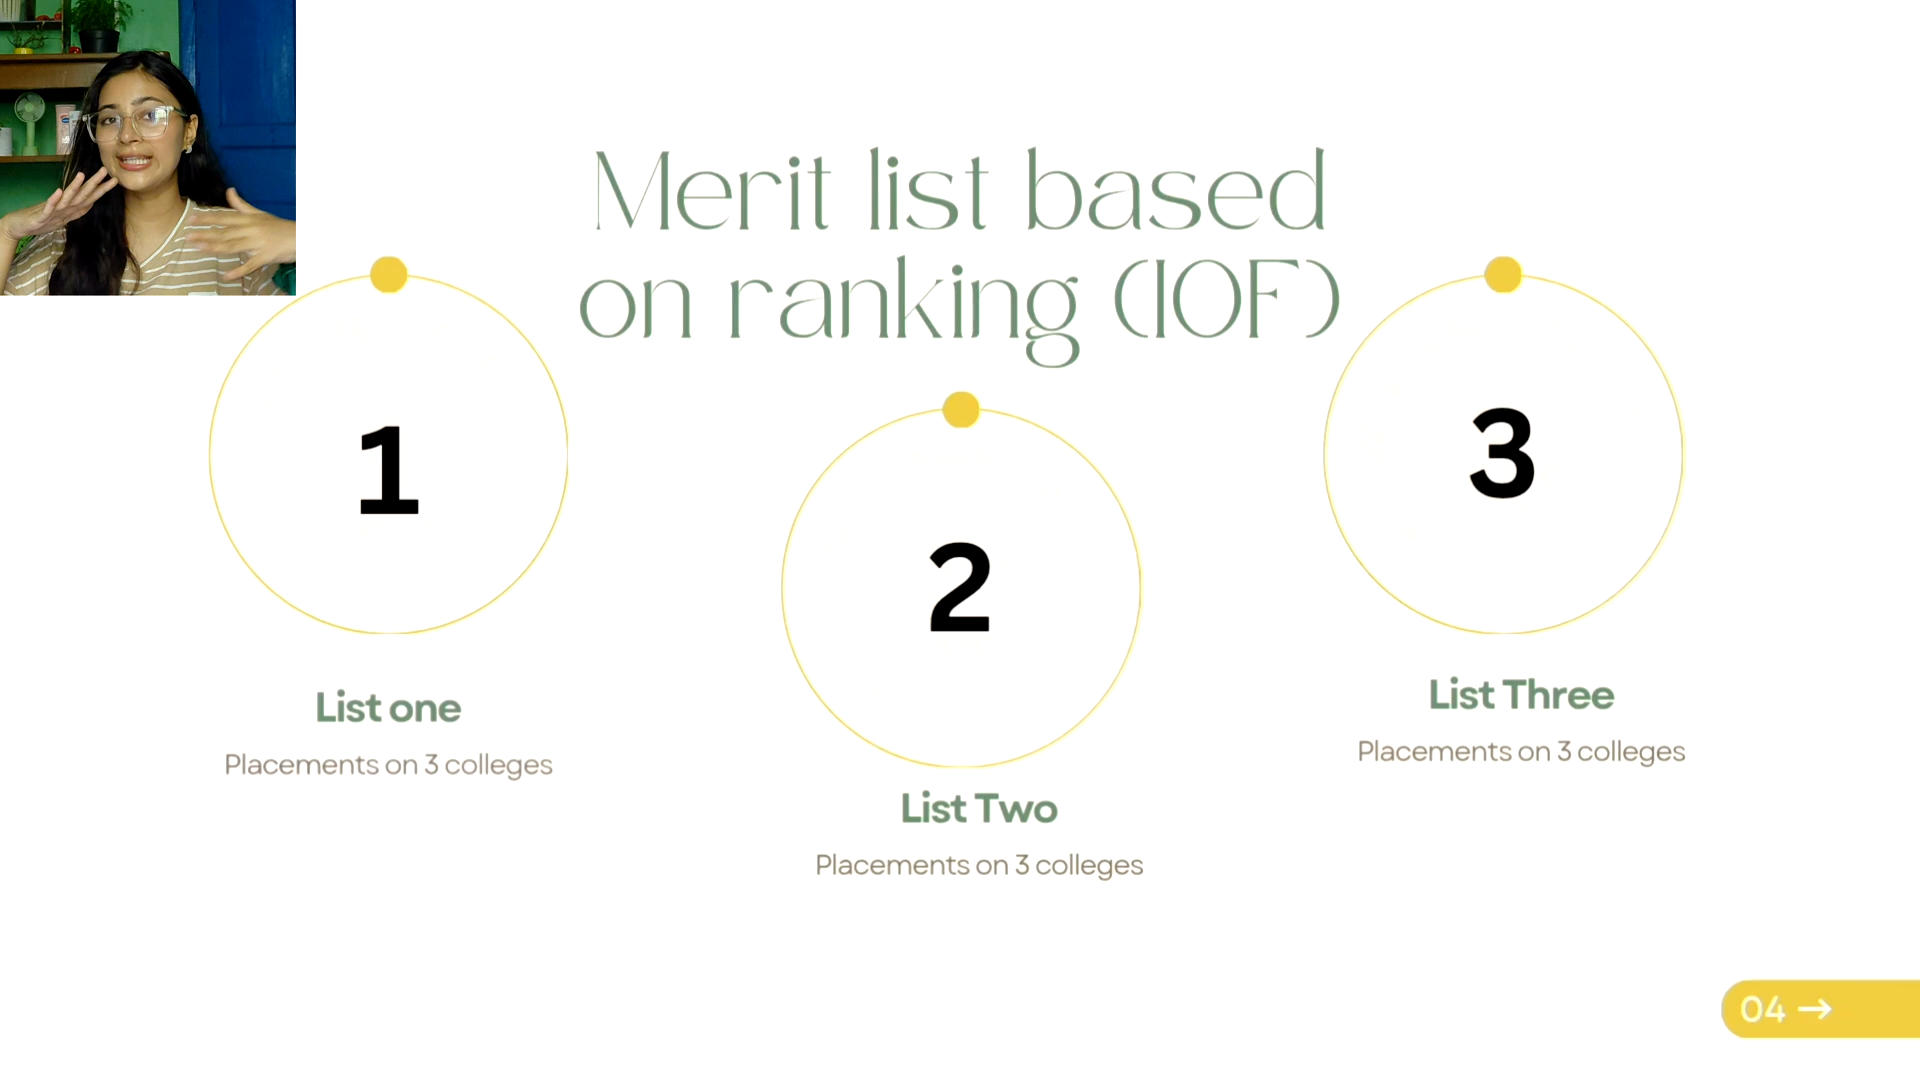 Merit list based
on ranking (IOF)
1
2
3
List one
Placements on 3 colleges
List Two
Placements on 3 colleges
List Three
Placements on 3 colleges
04 →